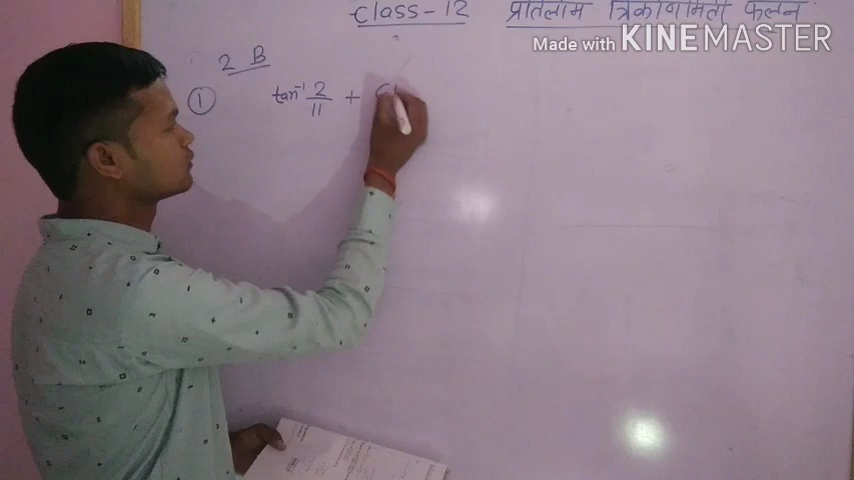 Class-12 प्रतिलोम त्रिकोणमिती फलन
Made with KINEMASTER
2 B
① tan⁻¹ 2/11 +